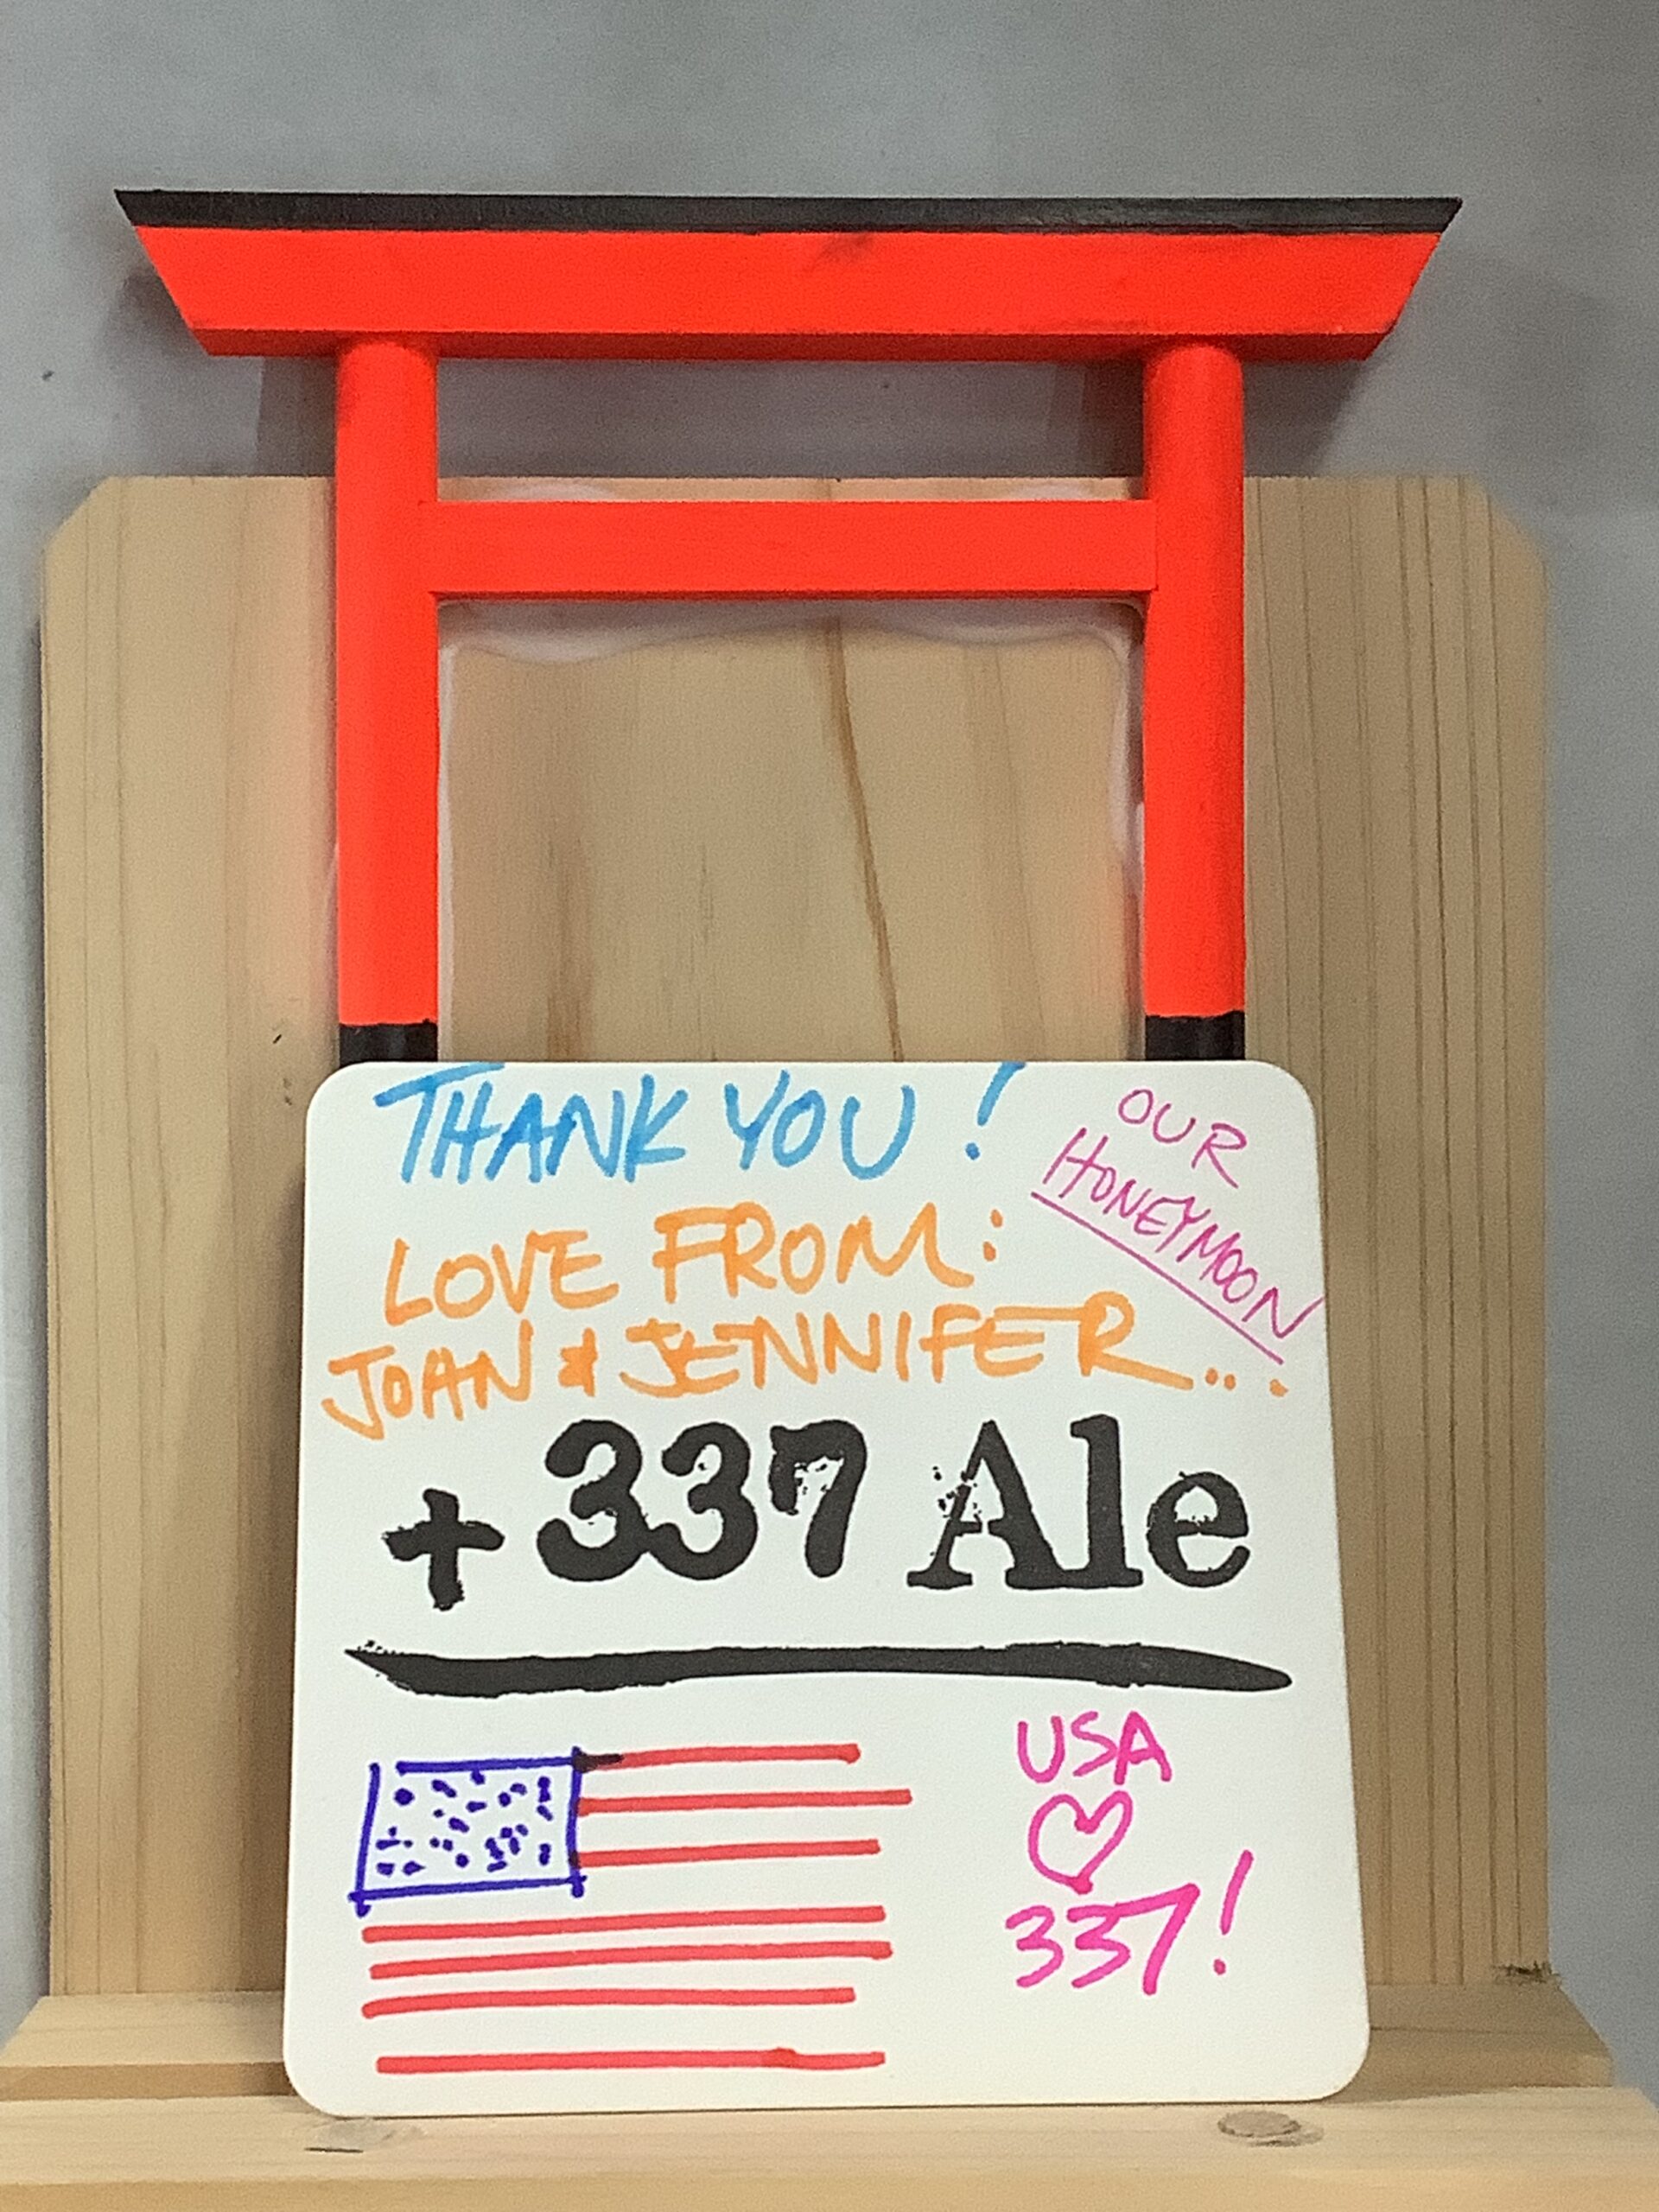 THANK YOU!
OUR
HONEYMOON
LOVE FROM:
JOAN & JENNIFER...
+337 Ale
USA
♡
337!